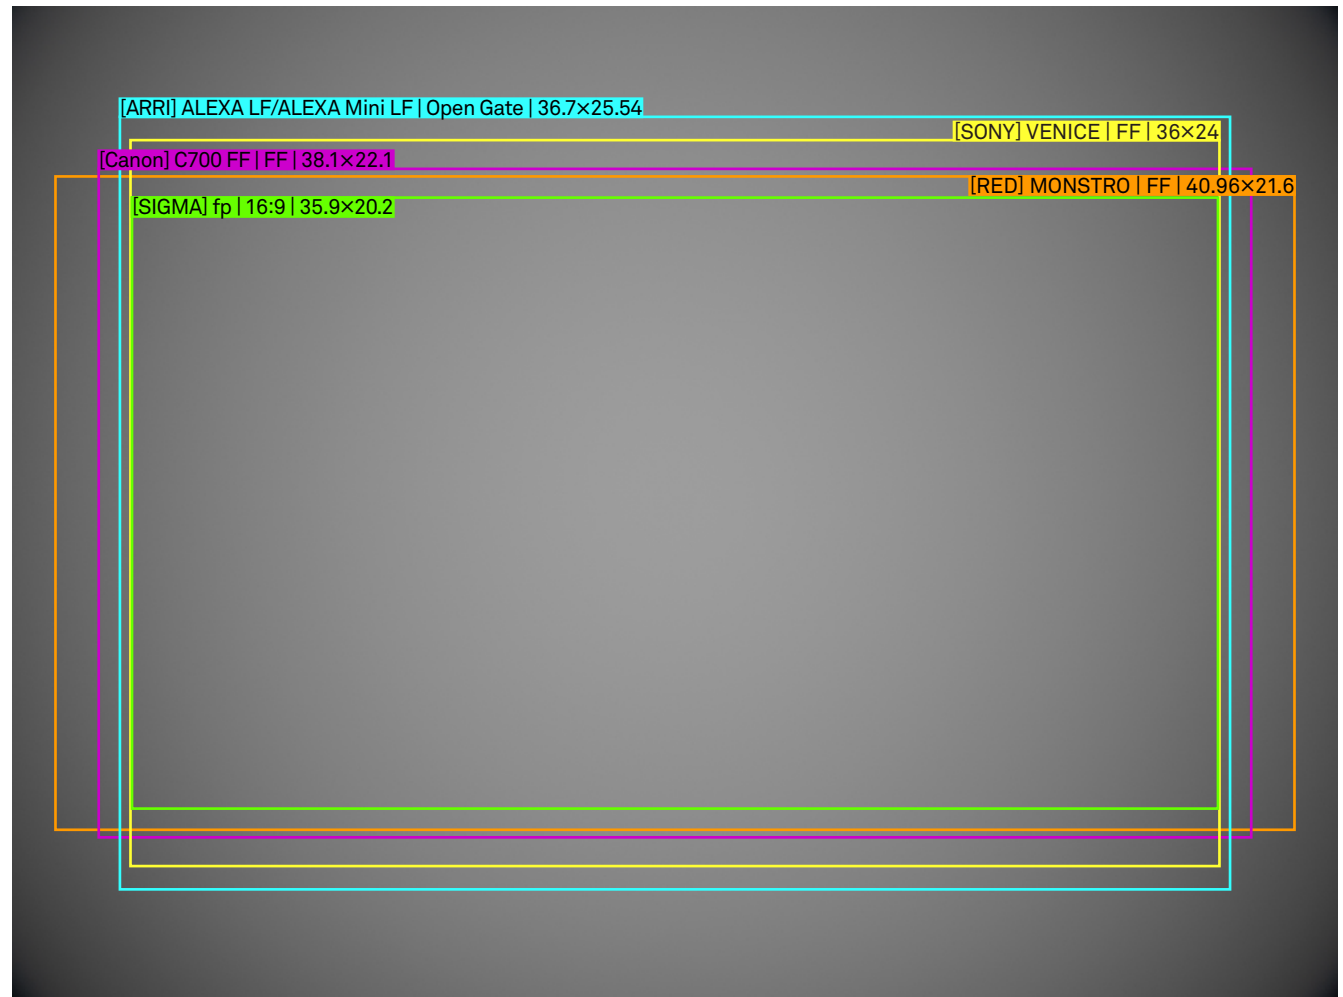 [ARRI] ALEXA LF/ALEXA Mini LF | Open Gate | 36.7×25.54
[SONY] VENICE | FF | 36×24
[Canon] C700 FF | FF | 38.1×22.1
[RED] MONSTRO | FF | 40.96×21.6
[SIGMA] fp | 16:9 | 35.9×20.2